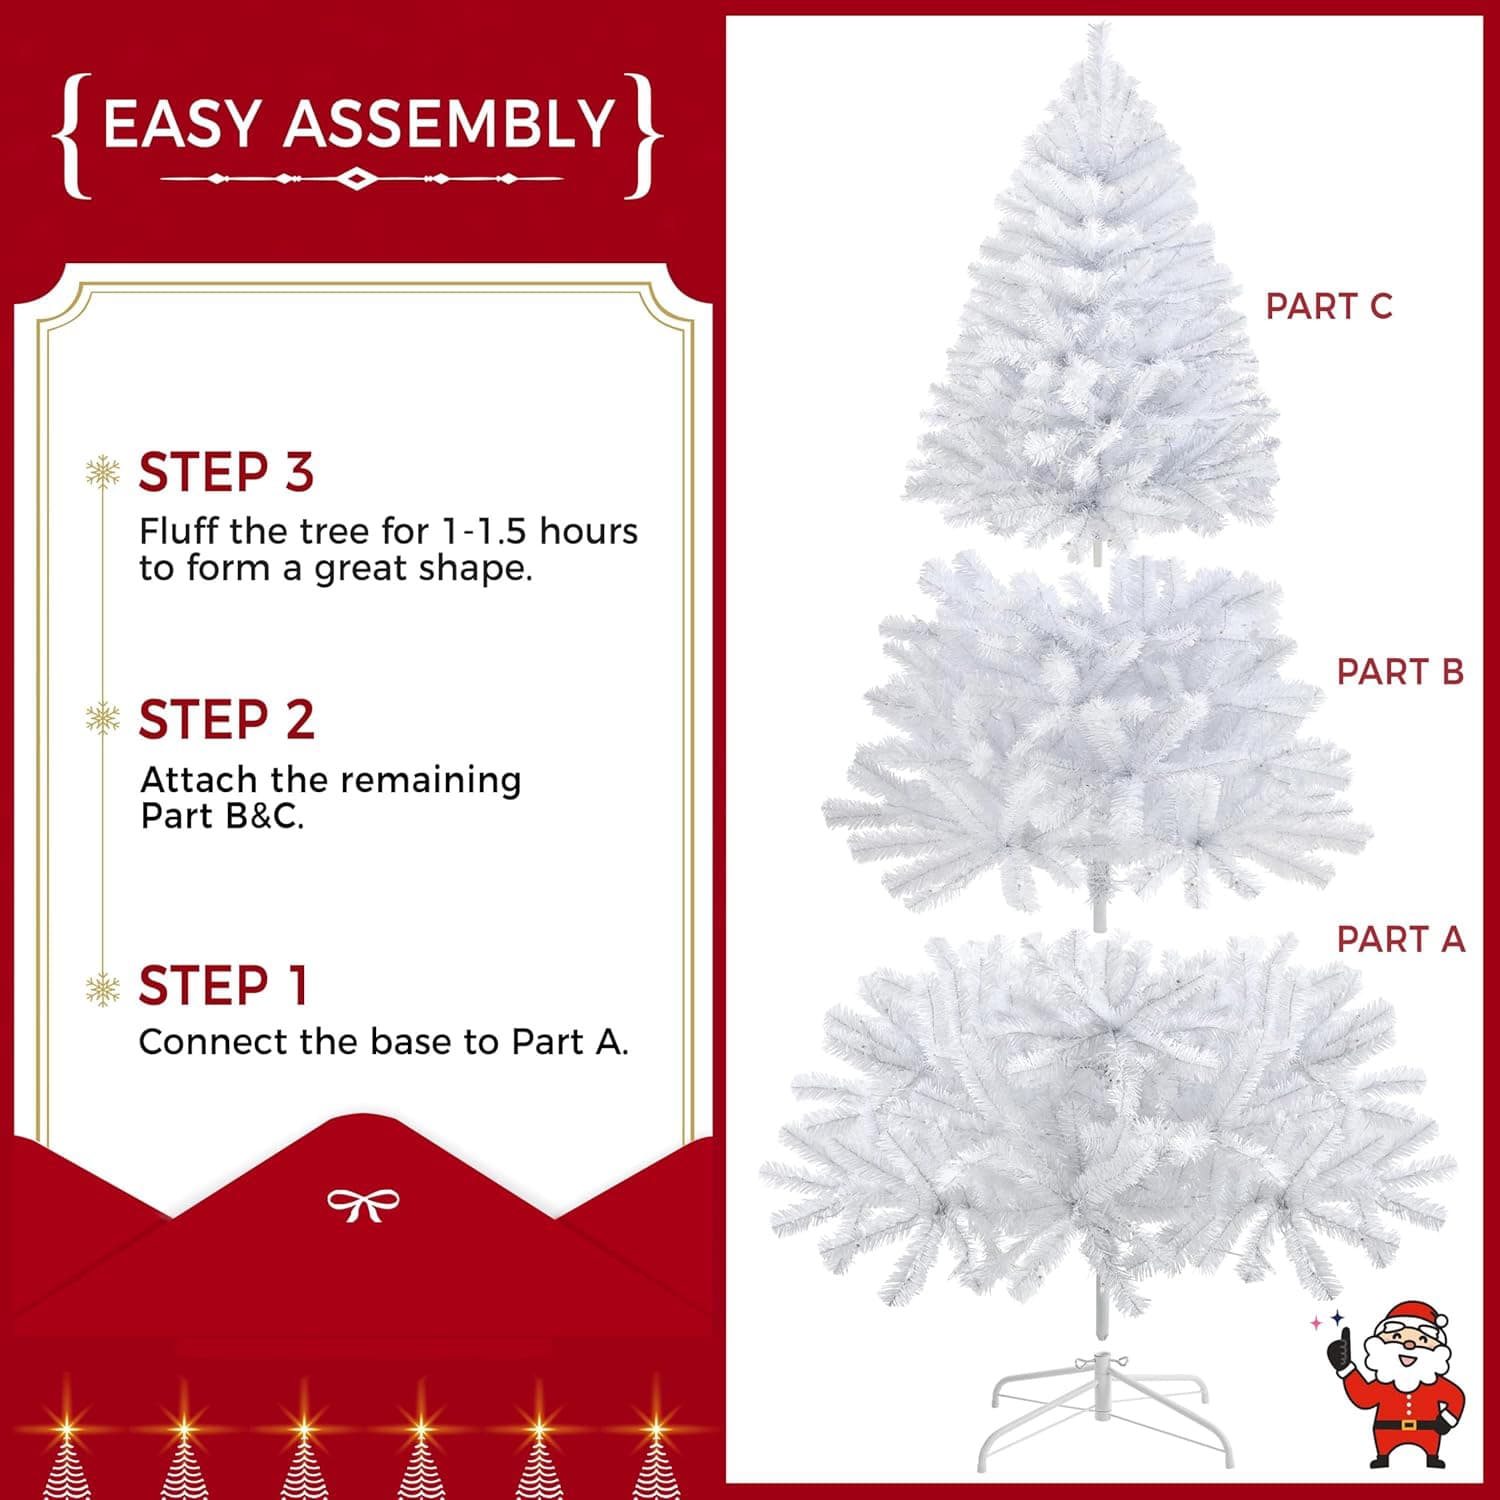 EASY ASSEMBLY
STEP 3
Fluff the tree for 1-1.5 hours
to form a great shape.
STEP 2
Attach the remaining
Part B&C.
STEP 1
Connect the base to Part A.
PART C
PART B
PART A